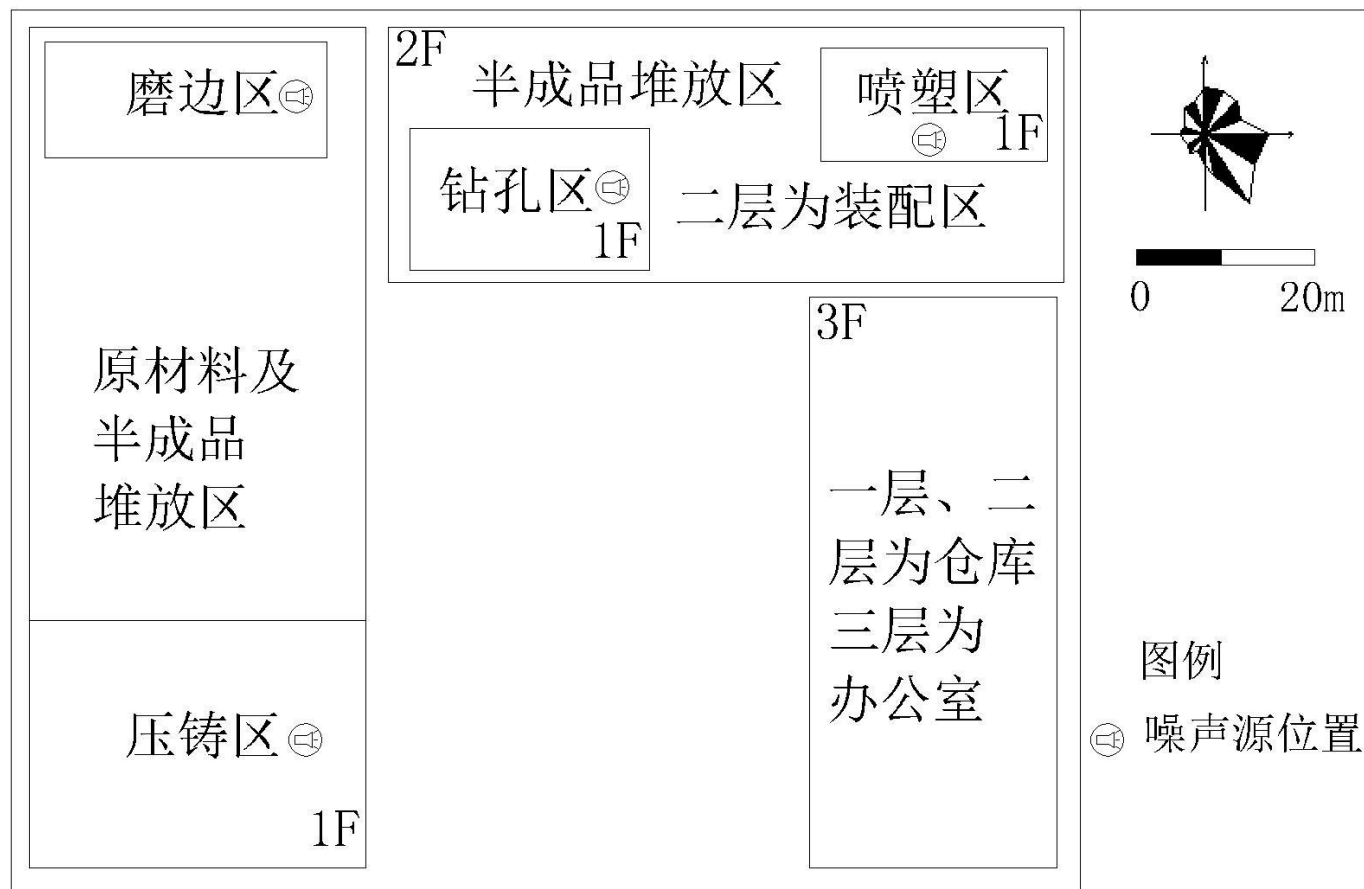 磨边区
原材料及
半成品
堆放区
压铸区
1F
2F
半成品堆放区
喷塑区
1F
钻孔区
1F
二层为装配区
3F
一层、二
层为仓库
三层为
办公室
0 20m
图例
噪声源位置